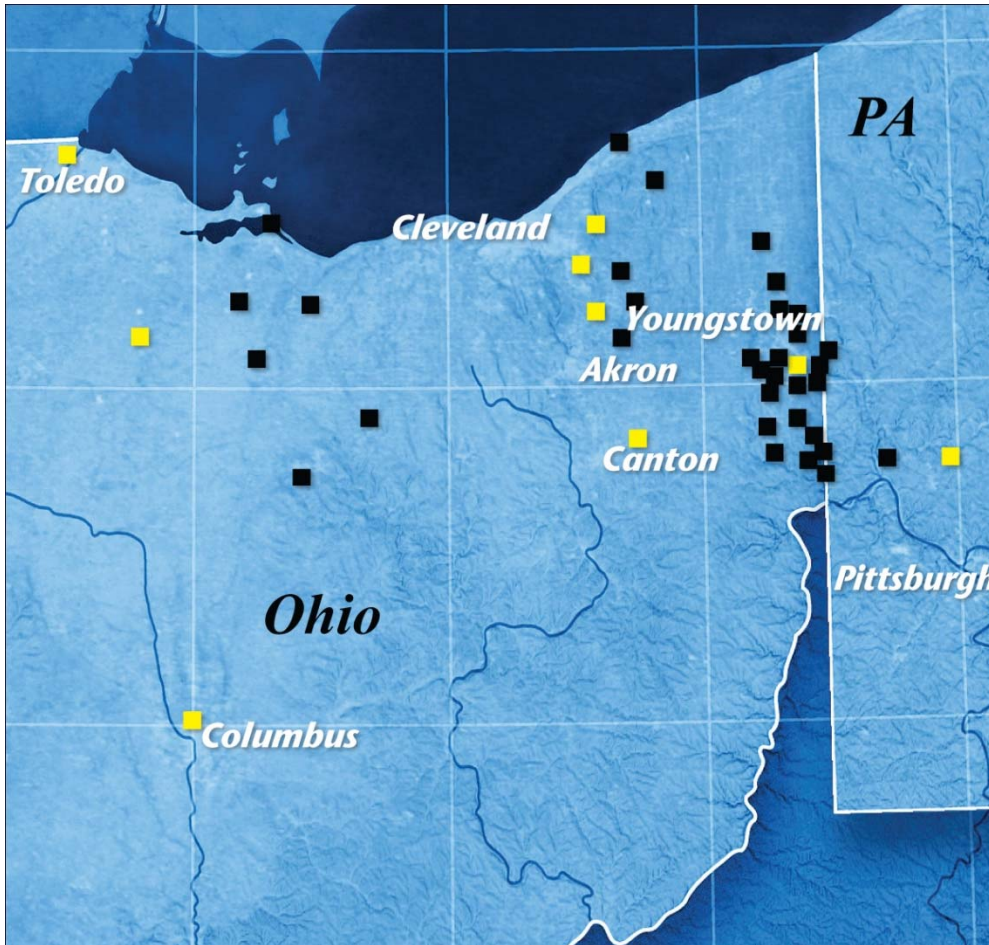 PA
Toledo
Cleveland
Youngstown
Akron
Canton
Pittsburgh
Ohio
Columbus